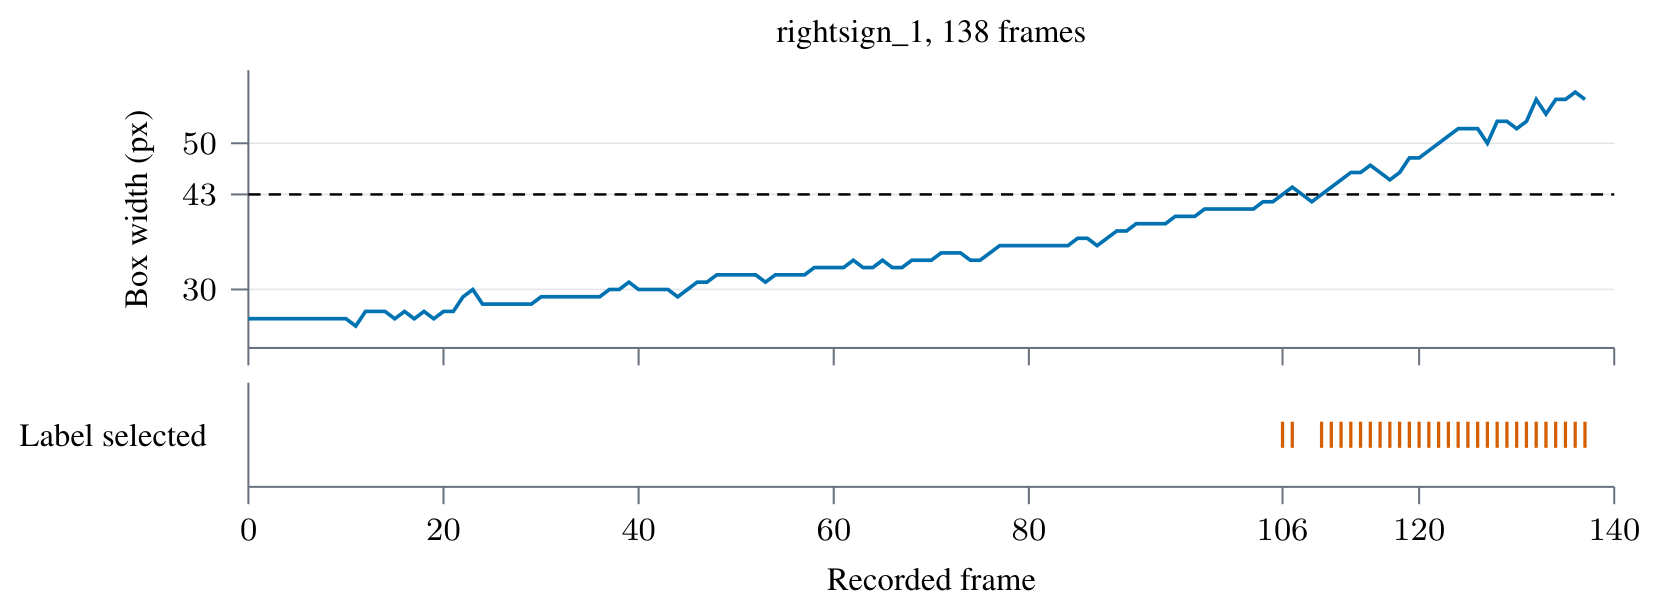 rightsign_1, 138 frames
Box width (px)
50
43
30
Label selected
0 20 40 60 80 106 120 140
Recorded frame